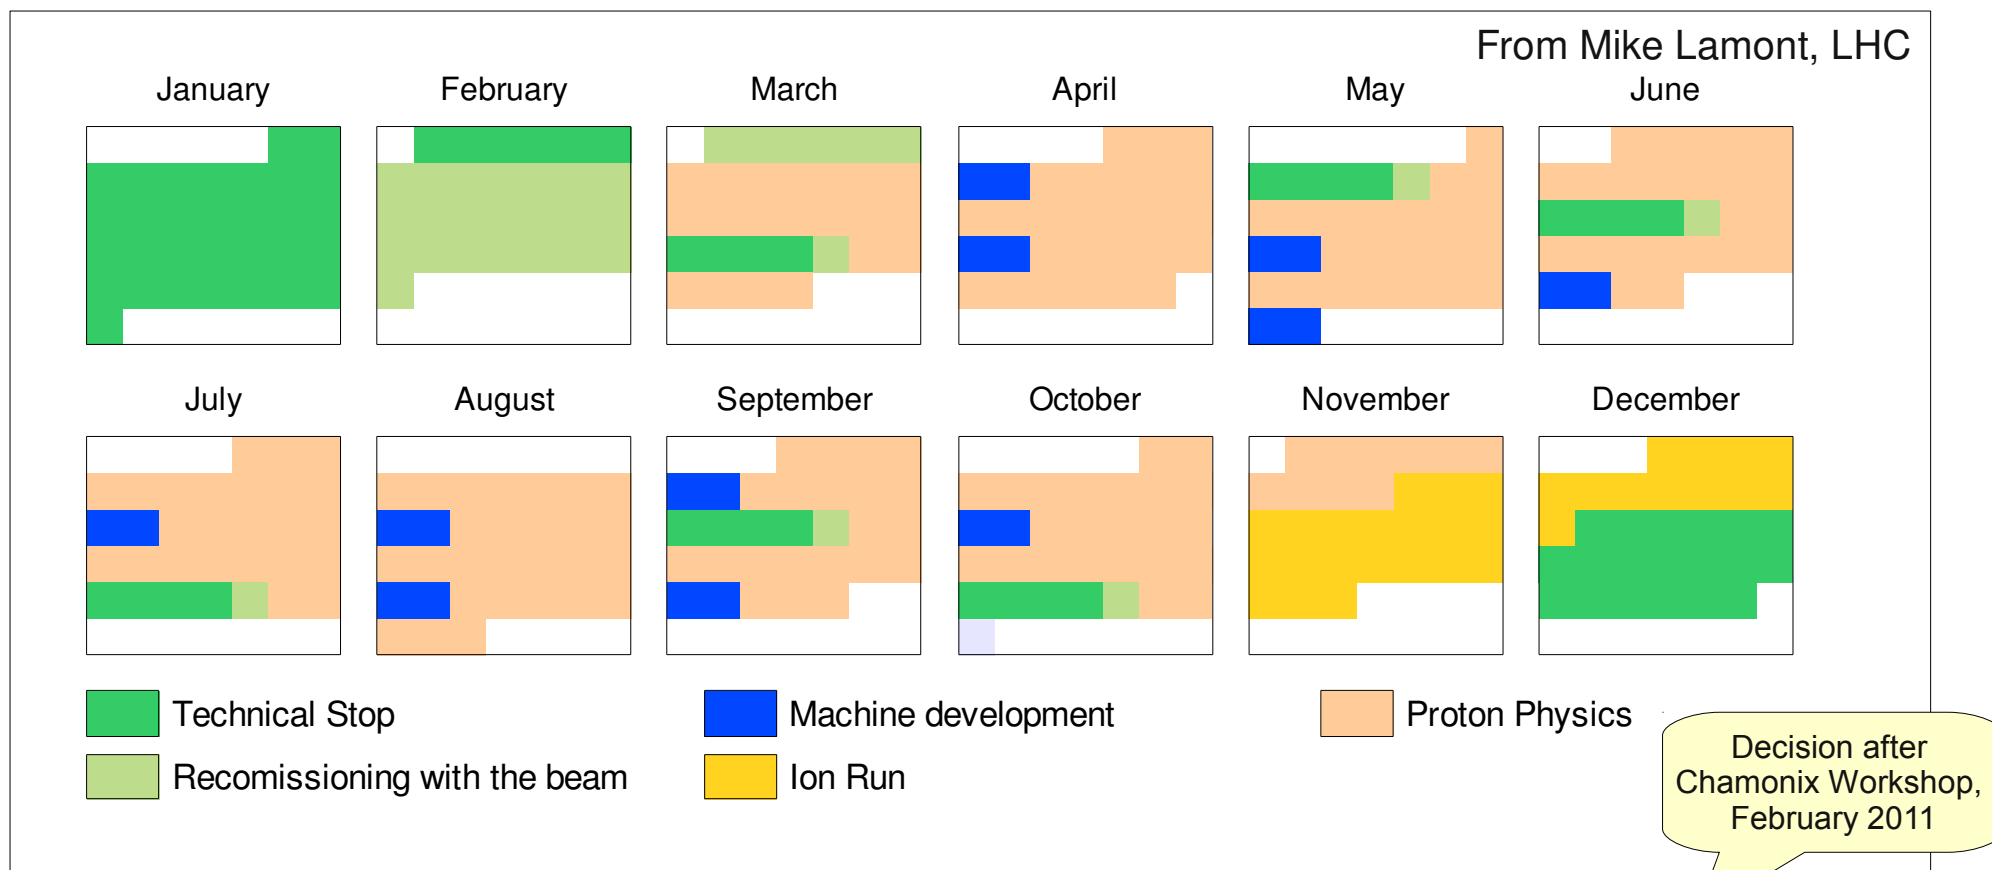 From Mike Lamont, LHC
January
February
March
April
May
June
July
August
September
October
November
December
Technical Stop
Machine development
Proton Physics
Recomissioning with the beam
Ion Run
Decision after
Chamonix Workshop,
February 2011